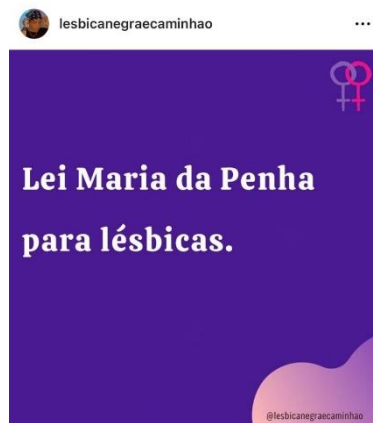 lesbicanegraecaminhao
Lei Maria da Penha
para lésbicas.
@lesbicanegraecaminhao